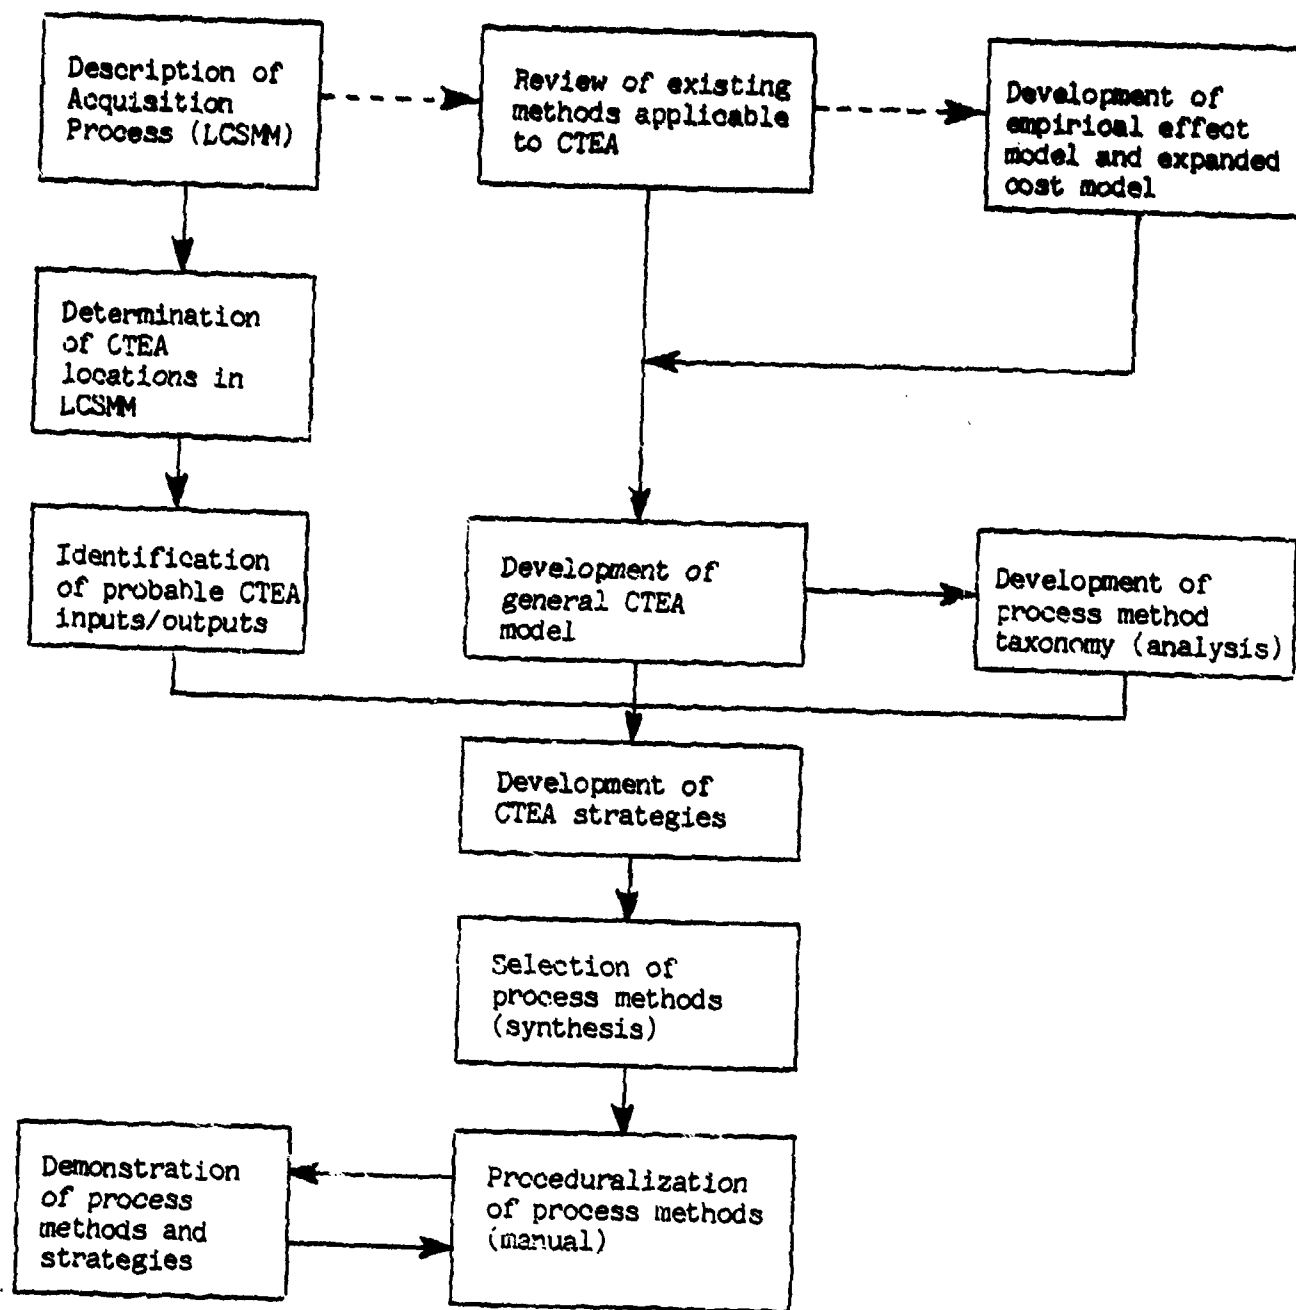 Description of
Acquisition
Process (LCSMM)
Review of existing
methods applicable
to CTEA
Development of
empirical effect
model and expanded
cost model
Determination
of CTEA
locations in
LCSMM
Identification
of probable CTEA
inputs/outputs
Development of
general CTEA
model
Development of
process method
taxonomy (analysis)
Development of
CTEA strategies
Selection of
process methods
(synthesis)
Demonstration
of process
methods and
strategies
Proceduralization
of process methods
(manual)